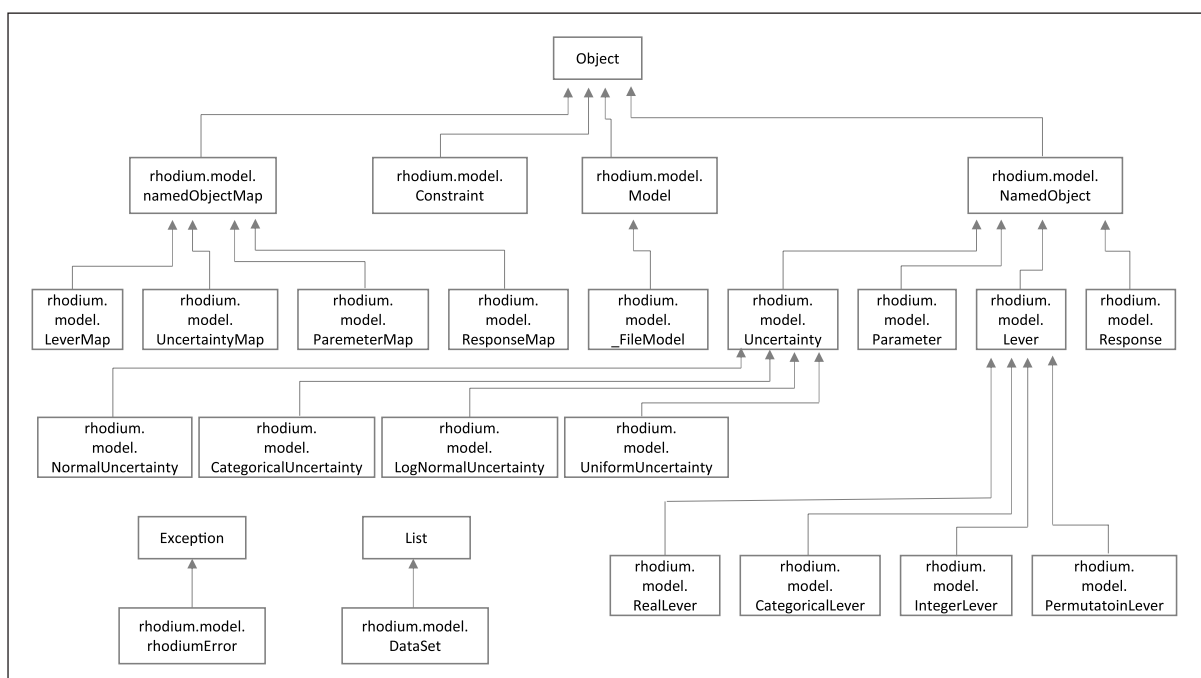 Object
rhodium.model.
namedObjectMap
rhodium.model.
Constraint
rhodium.model.
Model
rhodium.model.
NamedObject
rhodium.
model.
LeverMap
rhodium.
model.
UncertaintyMap
rhodium.
model.
ParemeterMap
rhodium.
model.
ResponseMap
rhodium.
model.
_FileModel
rhodium.
model.
Uncertainty
rhodium.
model.
Parameter
rhodium.
model.
Lever
rhodium.
model.
Response
rhodium.
model.
NormalUncertainty
rhodium.
model.
CategoricalUncertainty
rhodium.
model.
LogNormalUncertainty
rhodium.
model.
UniformUncertainty
Exception
List
rhodium.
model.
RealLever
rhodium.
model.
CategoricalLever
rhodium.
model.
IntegerLever
rhodium.
model.
PermutatoinLever
rhodium.model.
rhodiumError
rhodium.model.
DataSet